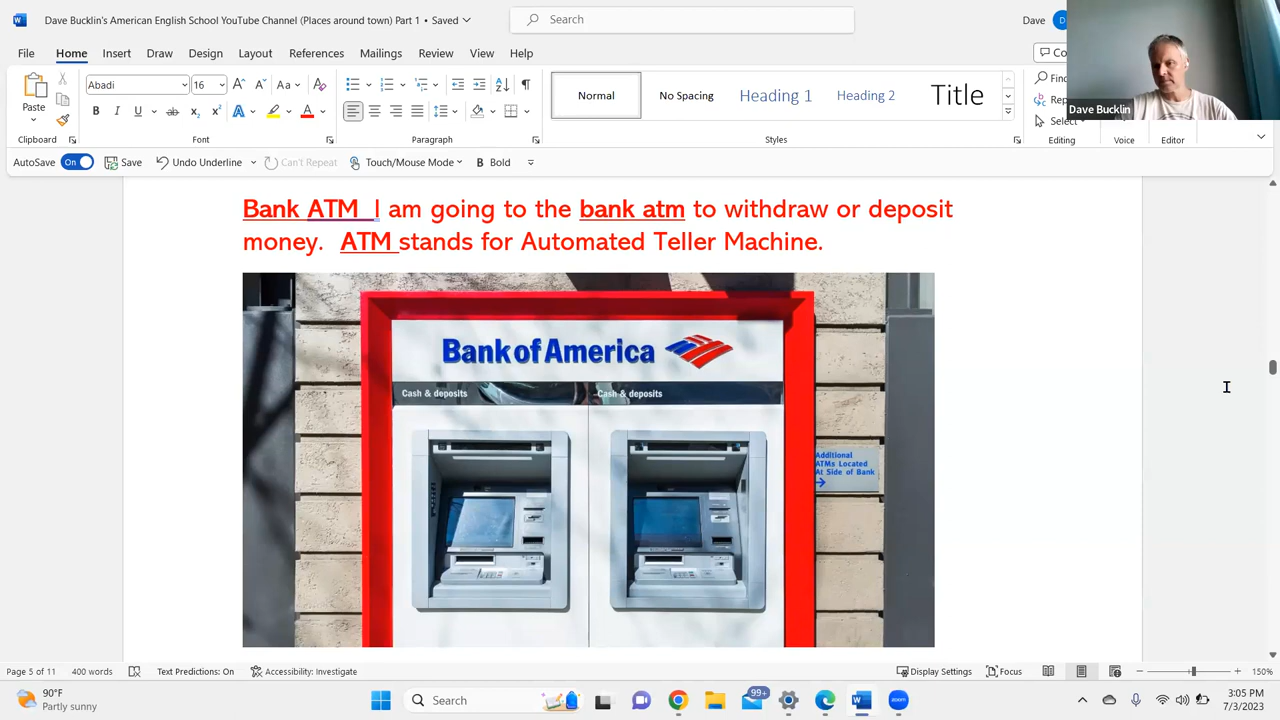 Dave Bucklin's American English School YouTube Channel (Places around town) Part 1 • Saved
Search
Dave
D
File Home Insert Draw Design Layout References Mailings Review View Help
Paste
Clipboard
Abadi 16
Aa
B I U ab x₂ x² A A
Font
Paragraph
Normal
No Spacing
Heading 1
Heading 2
Title
Styles
Select
Editing
Voice
Editor
Dave Bucklin
AutoSave On Save Undo Underline Can't Repeat Touch/Mouse Mode B Bold
Bank ATM I am going to the bank atm to withdraw or deposit
money. ATM stands for Automated Teller Machine.
Bank of America
Cash & deposits Cash & deposits
Additional
ATMs Located
At Side of Bank
Page 5 of 11 400 words Text Predictions: On Accessibility: Investigate Display Settings Focus 150%
90°F
Partly sunny
Search
99+
zoom
3:05 PM
7/3/2023